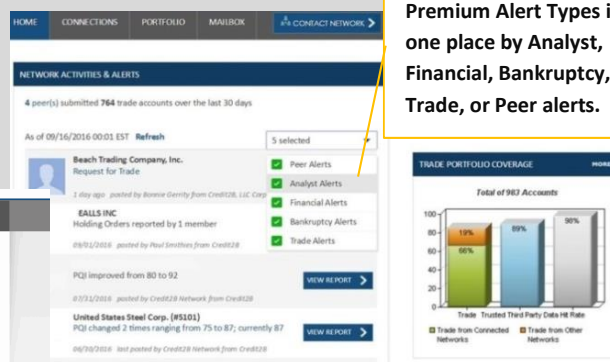 HOME CONNECTIONS PORTFOLIO MAILBOX CONTACT NETWORK
Premium Alert Types i
one place by Analyst,
Financial, Bankruptcy,
Trade, or Peer alerts.
NETWORK ACTIVITIES & ALERTS
4 peer(s) submitted 764 trade accounts over the last 30 days
As of 09/16/2016 00:01 EST Refresh
5 selected
Peer Alerts
Analyst Alerts
Financial Alerts
Bankruptcy Alerts
Trade Alerts
Beach Trading Company, Inc.
Request for Trade
1 day ago posted by Bonnie Gerrity from Credit2B, LLC Corp
EALLS INC
Holding Orders reported by 1 member
09/01/2016 posted by Paul Smithies from Credit2B
PQI improved from 80 to 92
VIEW REPORT
07/31/2016 posted by Credit2B Network from Credit2B
United States Steel Corp. (#5101)
PQI changed 2 times ranging from 75 to 87; currently 87
VIEW REPORT
06/30/2016 last posted by Credit2B Network from Credit2B
TRADE PORTFOLIO COVERAGE MORE
Total of 983 Accounts
100
80
60
40
20
0
19%
66%
89%
98%
Trade Trusted Third Party Data Hit Rate
Trade from Connected Networks
Trade from Other Networks